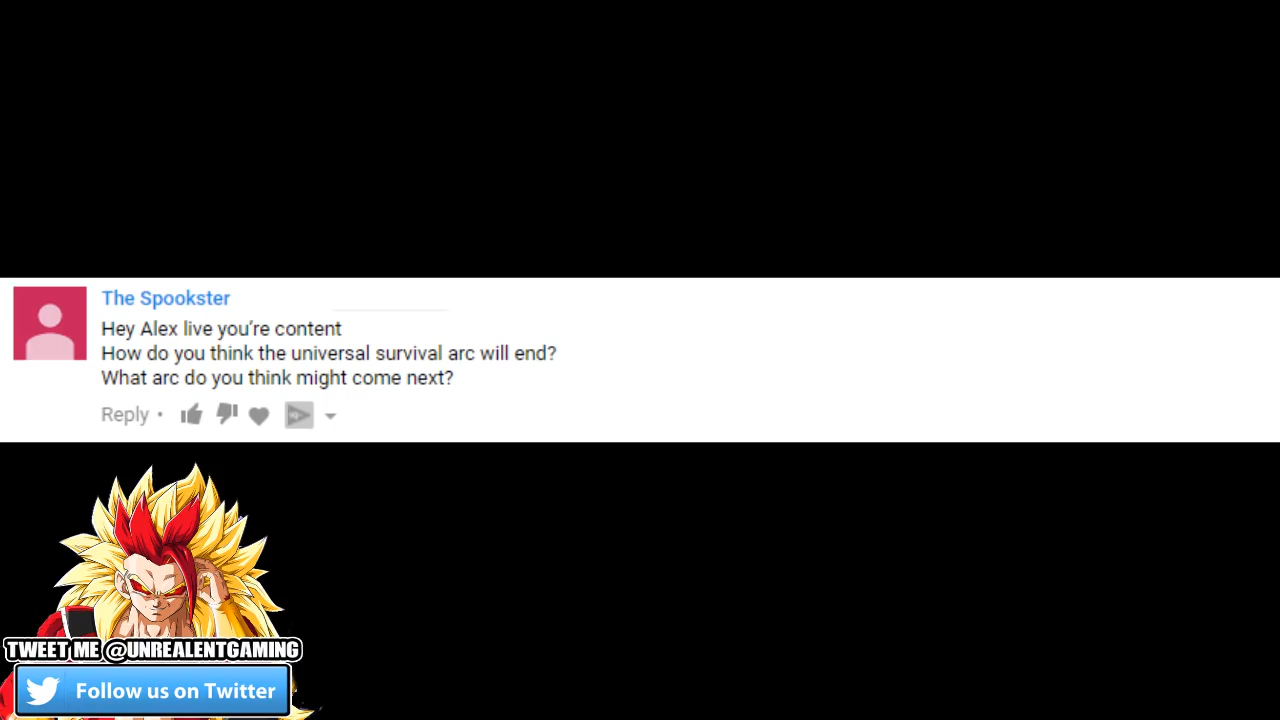 The Spookster
Hey Alex live you're content
How do you think the universal survival arc will end?
What arc do you think might come next?
Reply •
TWEET ME @UNREALENTGAMING
Follow us on Twitter